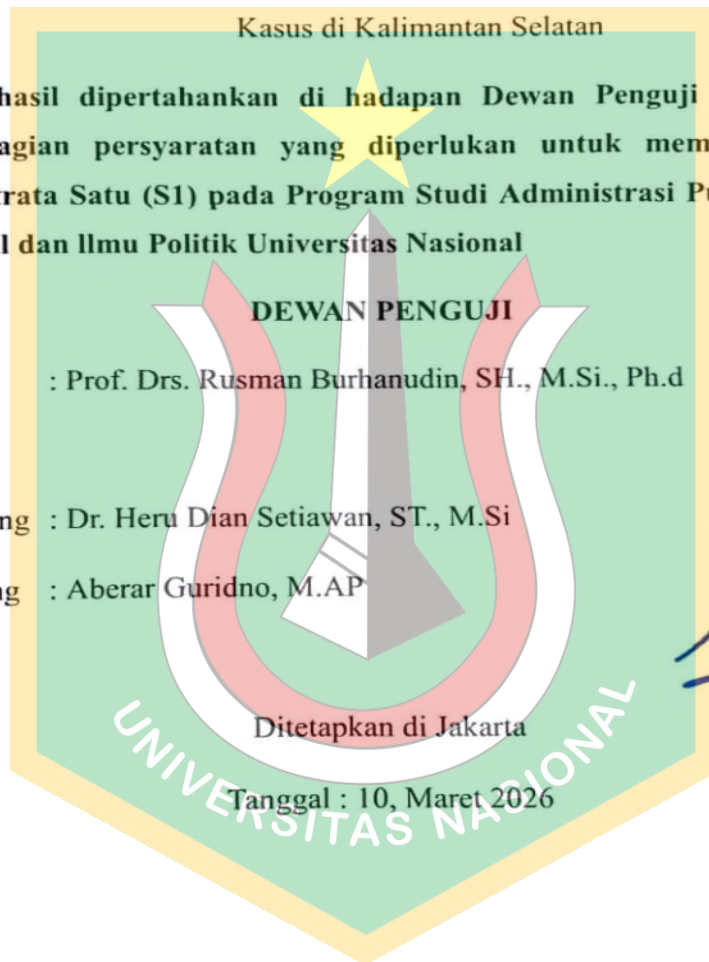 Kasus di Kalimantan Selatan
hasil dipertahankan di hadapan Dewan Penguji
agian persyaratan yang diperlukan untuk mem
trata Satu (S1) pada Program Studi Administrasi Pu
l dan llmu Politik Universitas Nasional
DEWAN PENGUJI
: Prof. Drs. Rusman Burhanudin, SH., M.Si., Ph.d
ng : Dr. Heru Dian Setiawan, ST., M.Si
ng : Aberar Guridno, M.AP
Ditetapkan di Jakarta
Tanggal : 10, Maret 2026
UNIVERSITAS NASIONAL